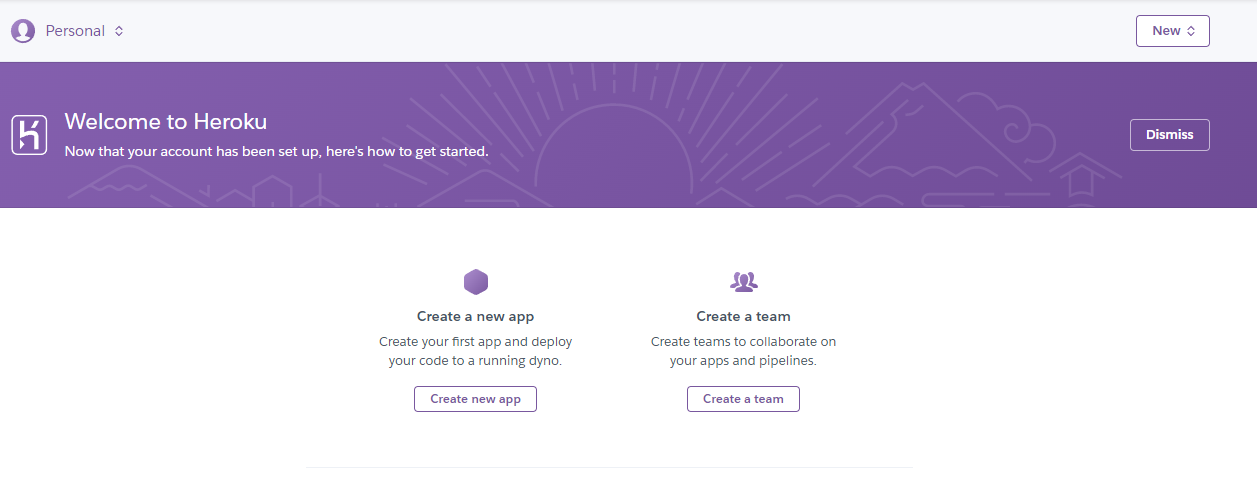 Personal
New
Welcome to Heroku
Now that your account has been set up, here's how to get started.
Dismiss
Create a new app
Create your first app and deploy
your code to a running dyno.
Create new app
Create a team
Create teams to collaborate on
your apps and pipelines.
Create a team